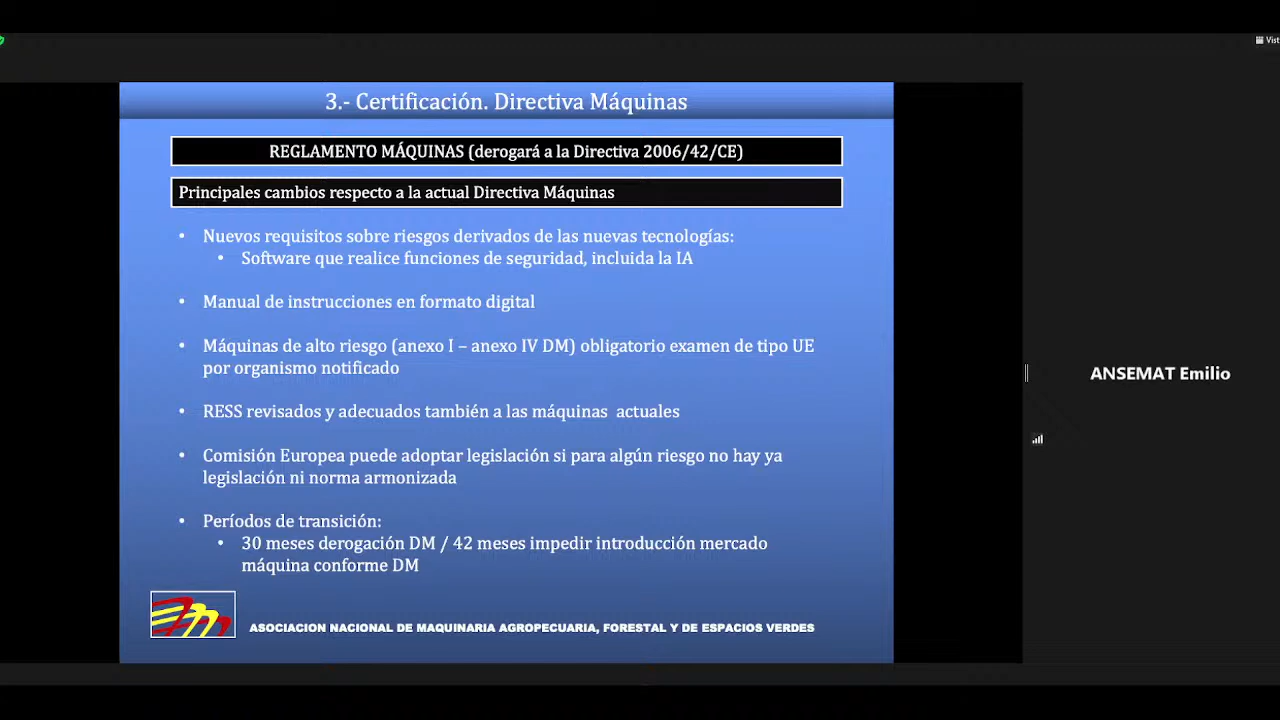 Vist
3.- Certificación. Directiva Máquinas
REGLAMENTO MÁQUINAS (derogará a la Directiva 2006/42/CE)
Principales cambios respecto a la actual Directiva Máquinas
• Nuevos requisitos sobre riesgos derivados de las nuevas tecnologías:
• Software que realice funciones de seguridad, incluida la IA
• Manual de instrucciones en formato digital
• Máquinas de alto riesgo (anexo I – anexo IV DM) obligatorio examen de tipo UE
por organismo notificado
• RESS revisados y adecuados también a las máquinas actuales
• Comisión Europea puede adoptar legislación si para algún riesgo no hay ya
legislación ni norma armonizada
• Períodos de transición:
• 30 meses derogación DM / 42 meses impedir introducción mercado
máquina conforme DM
ASOCIACION NACIONAL DE MAQUINARIA AGROPECUARIA, FORESTAL Y DE ESPACIOS VERDES
ANSEMAT Emilio